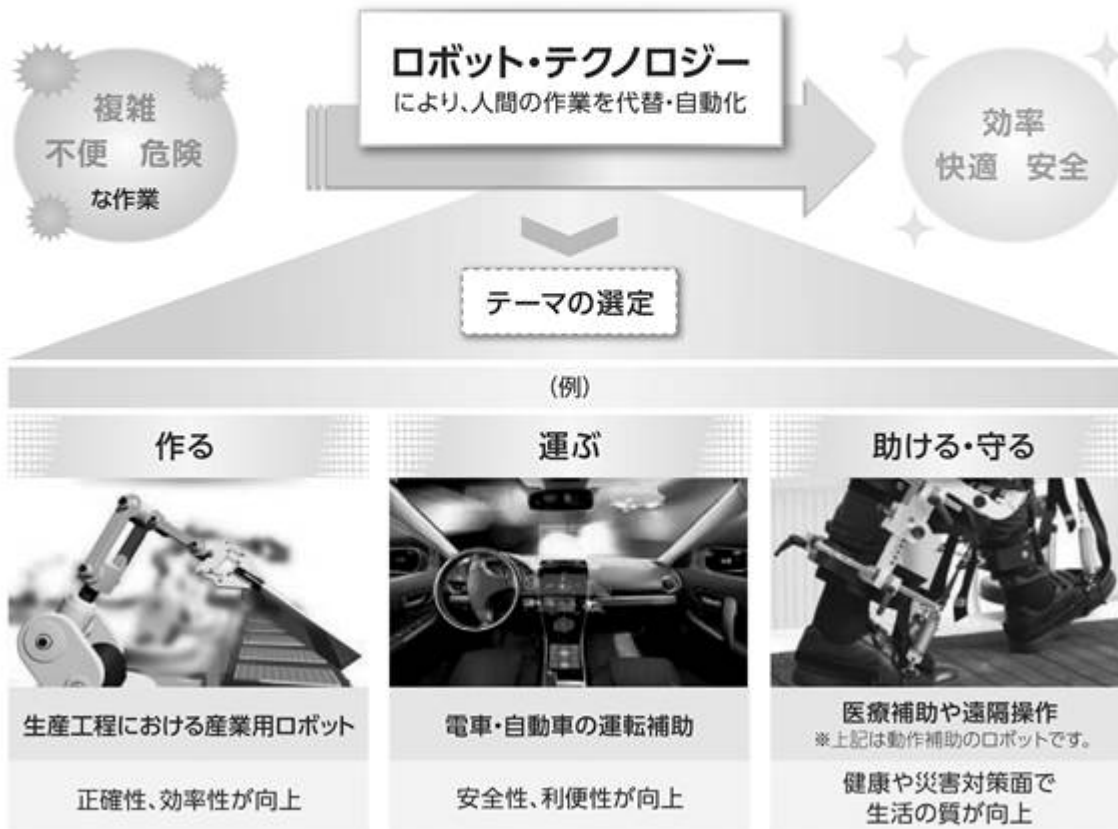 複雑
不便 危険
な作業
ロボット・テクノロジー
により、人間の作業を代替・自動化
効率
快適 安全
テーマの選定
(例)
作る
生産工程における産業用ロボット
正確性、効率性が向上
運ぶ
電車・自動車の運転補助
安全性、利便性が向上
助ける・守る
医療補助や遠隔操作
※上記は動作補助のロボットです。
健康や災害対策面で
生活の質が向上